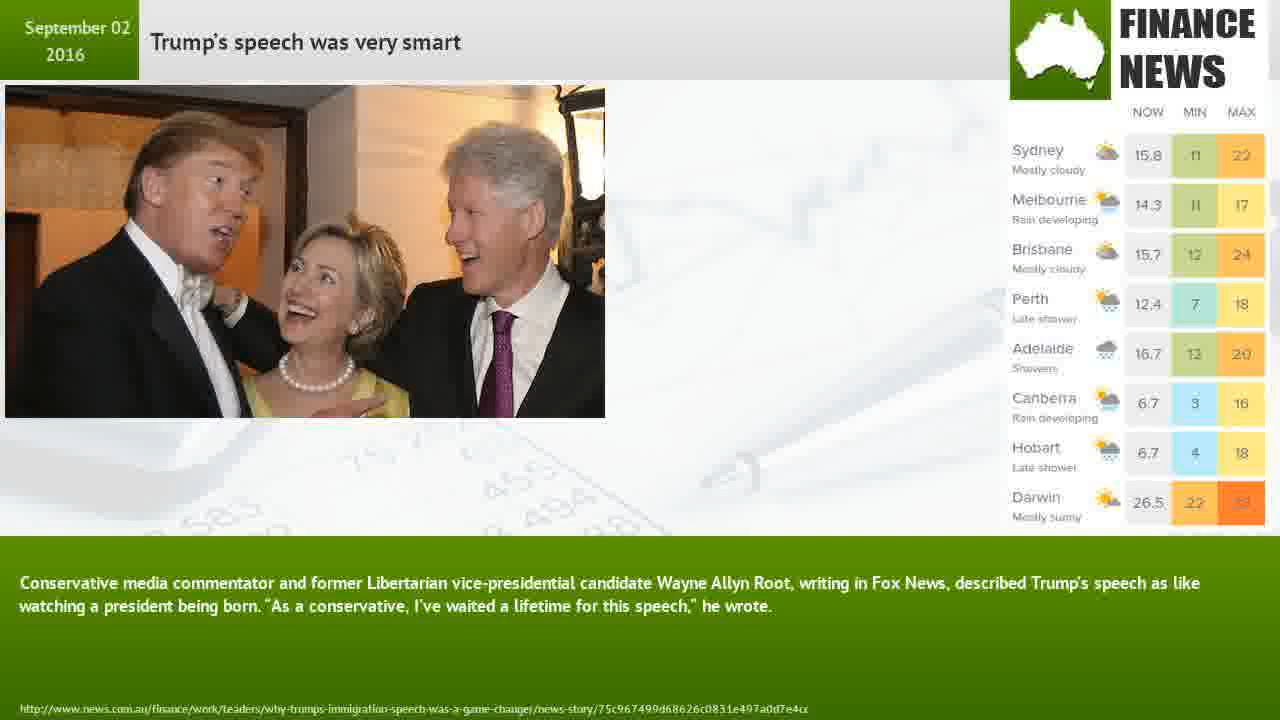 September 02
2016
Trump's speech was very smart
FINANCE
NEWS
NOW MIN MAX
Sydney
Mostly cloudy
15.8 11 22
Melbourne
Rain developing
14.3 11 17
Brisbane
Mostly cloudy
15.7 12 24
Perth
Late shower
12.4 7 18
Adelaide
Showers
16.7 12 20
Canberra
Rain developing
6.7 3 16
Hobart
Late shower
6.7 4 18
Darwin
Mostly sunny
26.5 22
Conservative media commentator and former Libertarian vice-presidential candidate Wayne Allyn Root, writing in Fox News, described Trump's speech as like
watching a president being born. "As a conservative, I've waited a lifetime for this speech," he wrote.
http://www.news.com.au/finance/work/leaders/why-trumps-immigration-speech-was-a-game-changer/news-story/75c967499d68626c0831e497a0d7e4cc